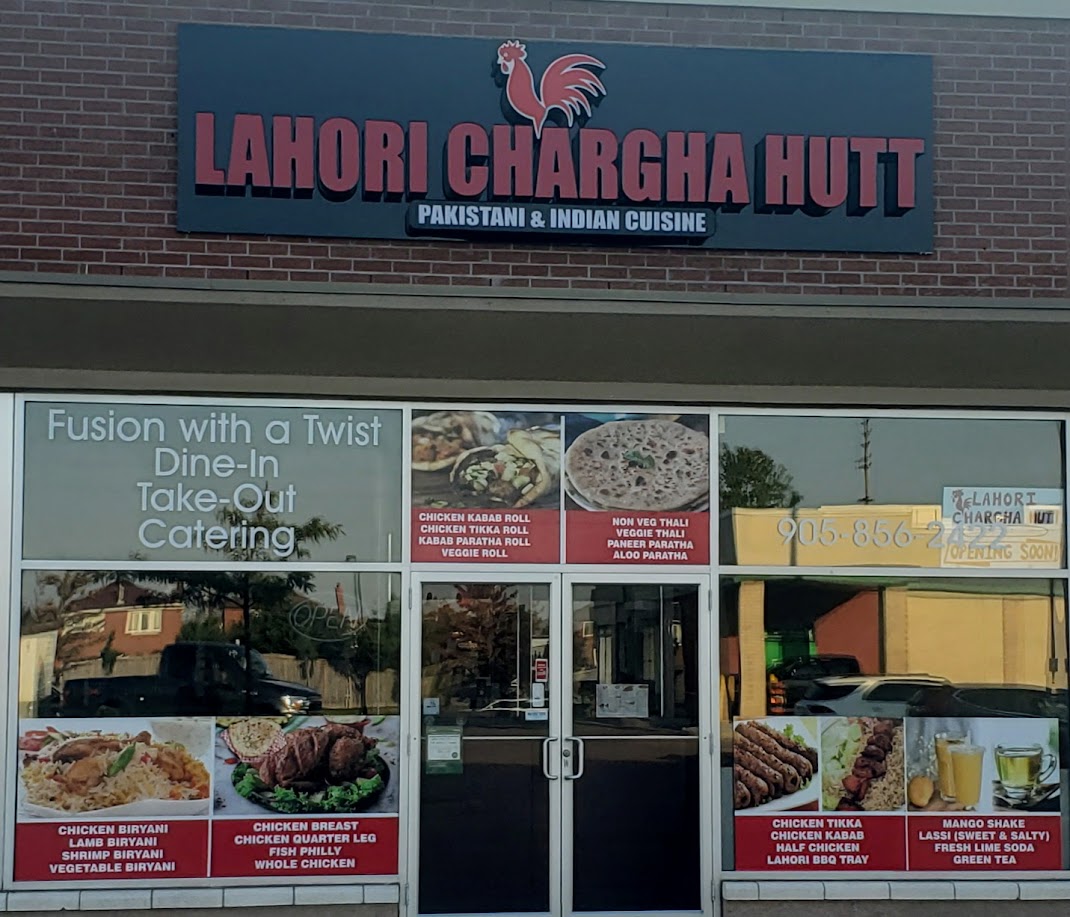 LAHORI CHARGHA HUTT
PAKISTANI & INDIAN CUISINE
Fusion with a Twist
Dine-In
Take-Out
Catering
CHICKEN KABAB ROLL
CHICKEN TIKKA ROLL
KABAB PARATHA ROLL
VEGGIE ROLL
NON VEG THALI
VEGGIE THALI
PANEER PARATHA
ALOO PARATHA
LAHORI
CHARGHA HUT
905-856-2422
OPENING SOON!
OPEN
CHICKEN BIRYANI
LAMB BIRYANI
SHRIMP BIRYANI
VEGETABLE BIRYANI
CHICKEN BREAST
CHICKEN QUARTER LEG
FISH PHILLY
WHOLE CHICKEN
CHICKEN TIKKA
CHICKEN KABAB
HALF CHICKEN
LAHORI BBQ TRAY
MANGO SHAKE
LASSI (SWEET & SALTY)
FRESH LIME SODA
GREEN TEA